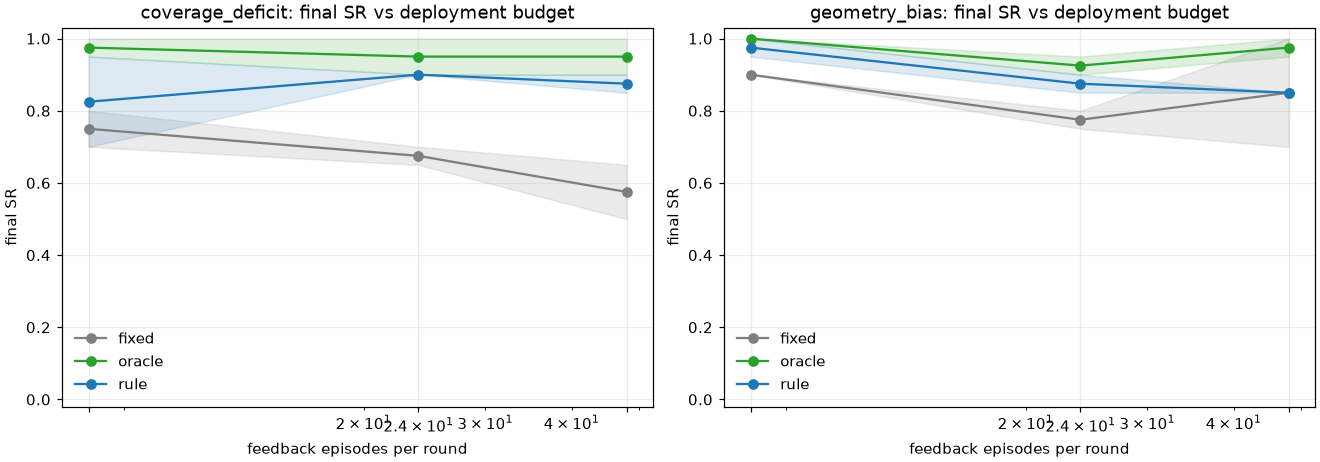 coverage_deficit: final SR vs deployment budget
1.0
0.8
0.6
0.4
0.2
0.0
final SR
fixed
oracle
rule
2 × 10¹
2.4 × 10¹
3 × 10¹
4 × 10¹
feedback episodes per round
geometry_bias: final SR vs deployment budget
1.0
0.8
0.6
0.4
0.2
0.0
final SR
fixed
oracle
rule
2 × 10¹
2.4 × 10¹
3 × 10¹
4 × 10¹
feedback episodes per round